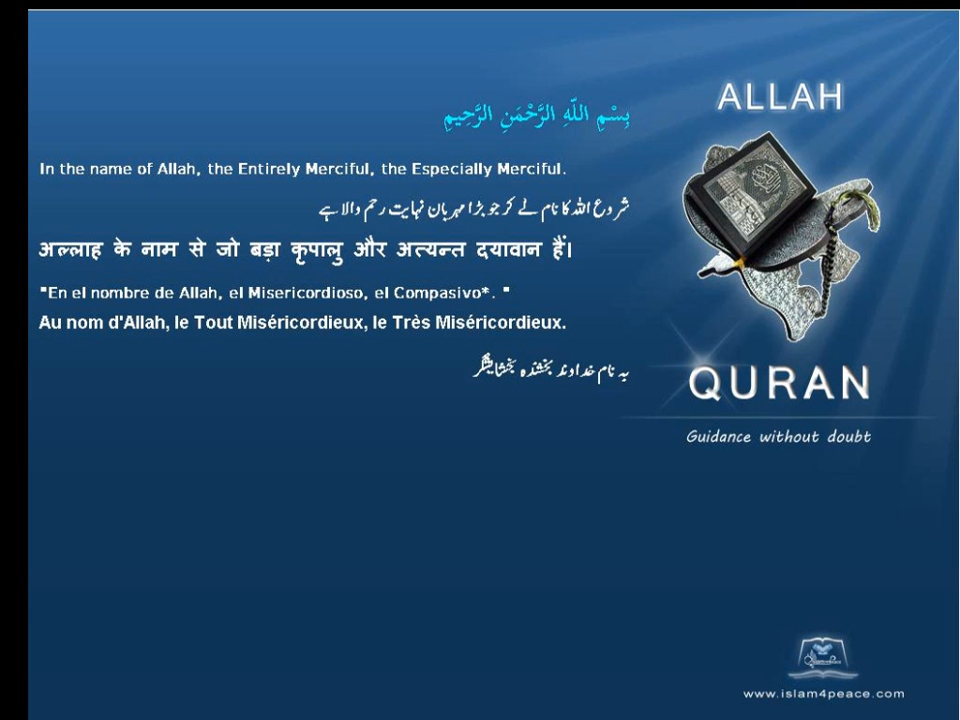 بِسْمِ اللَّهِ الرَّحْمَنِ الرَّحِيمِ
In the name of Allah, the Entirely Merciful, the Especially Merciful.
شروع الله کا نام لے کر جو بڑا مہربان نہایت رحم والا ہے
अल्लाह के नाम से जो बड़ा कृपालु और अत्यन्त दयावान हैं।
"En el nombre de Allah, el Misericordioso, el Compasivo*. "
Au nom d'Allah, le Tout Miséricordieux, le Très Miséricordieux.
به نام خداوند بخشنده بخشایشگر
ALLAH
QURAN
Guidance without doubt
www.islam4peace.com